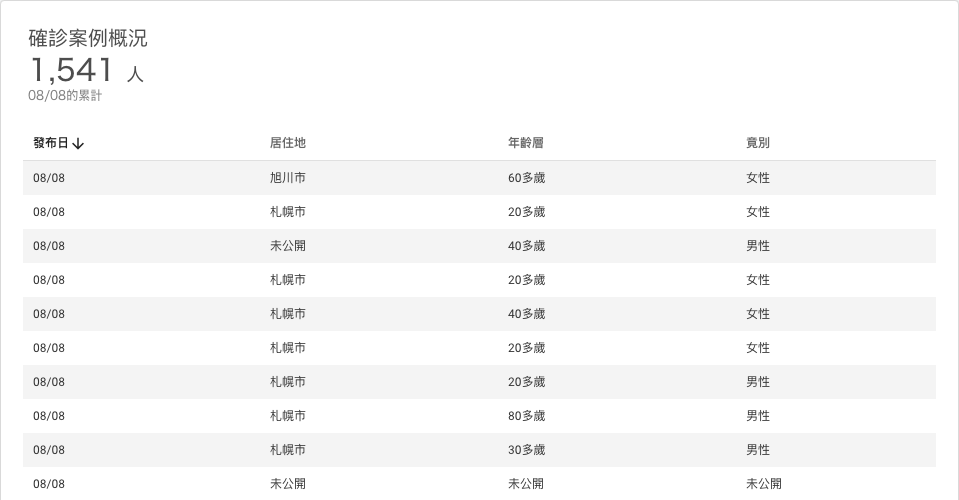 確診案例概況
1,541 人
08/08的累計
發布日 居住地 年齡層 竟別
08/08 旭川市 60多歲 女性
08/08 札幌市 20多歲 女性
08/08 未公開 40多歲 男性
08/08 札幌市 20多歲 女性
08/08 札幌市 40多歲 女性
08/08 札幌市 20多歲 女性
08/08 札幌市 20多歲 男性
08/08 札幌市 80多歲 男性
08/08 札幌市 30多歲 男性
08/08 未公開 未公開 未公開